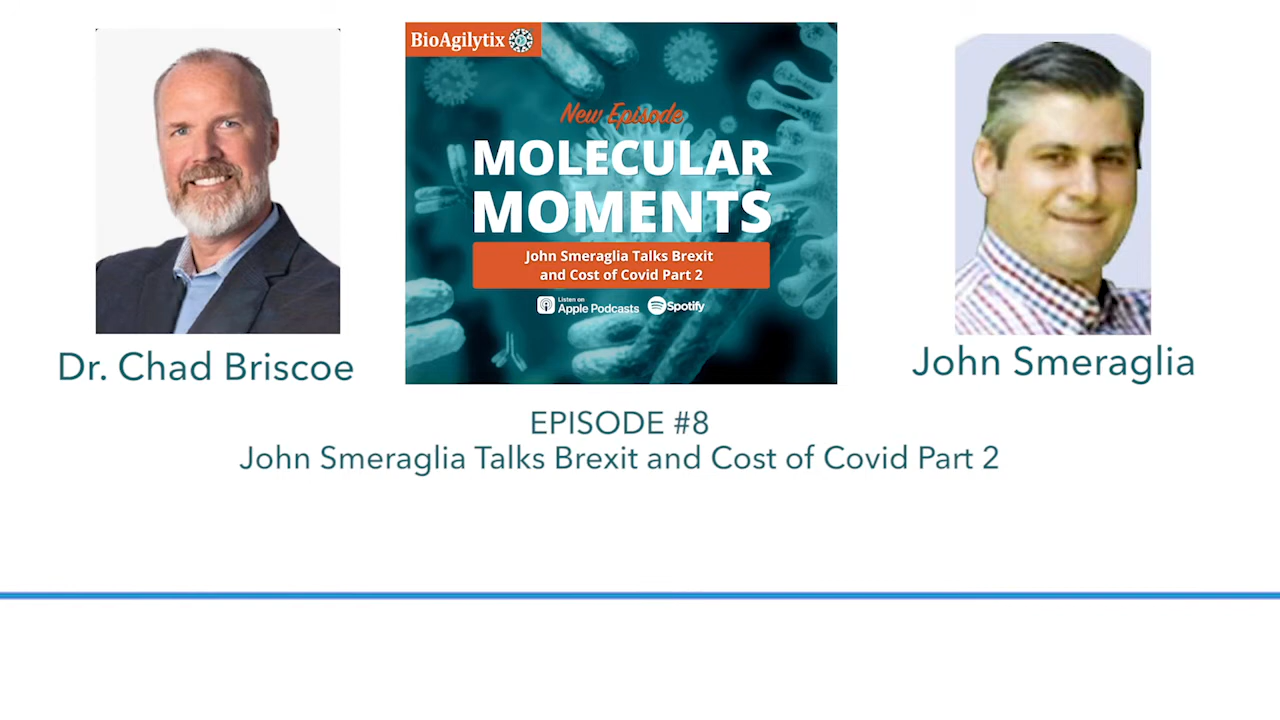 BioAgilytix
New Episode
MOLECULAR
MOMENTS
John Smeraglia Talks Brexit
and Cost of Covid Part 2
Listen on
Apple Podcasts
Spotify
Dr. Chad Briscoe
John Smeraglia
EPISODE #8
John Smeraglia Talks Brexit and Cost of Covid Part 2